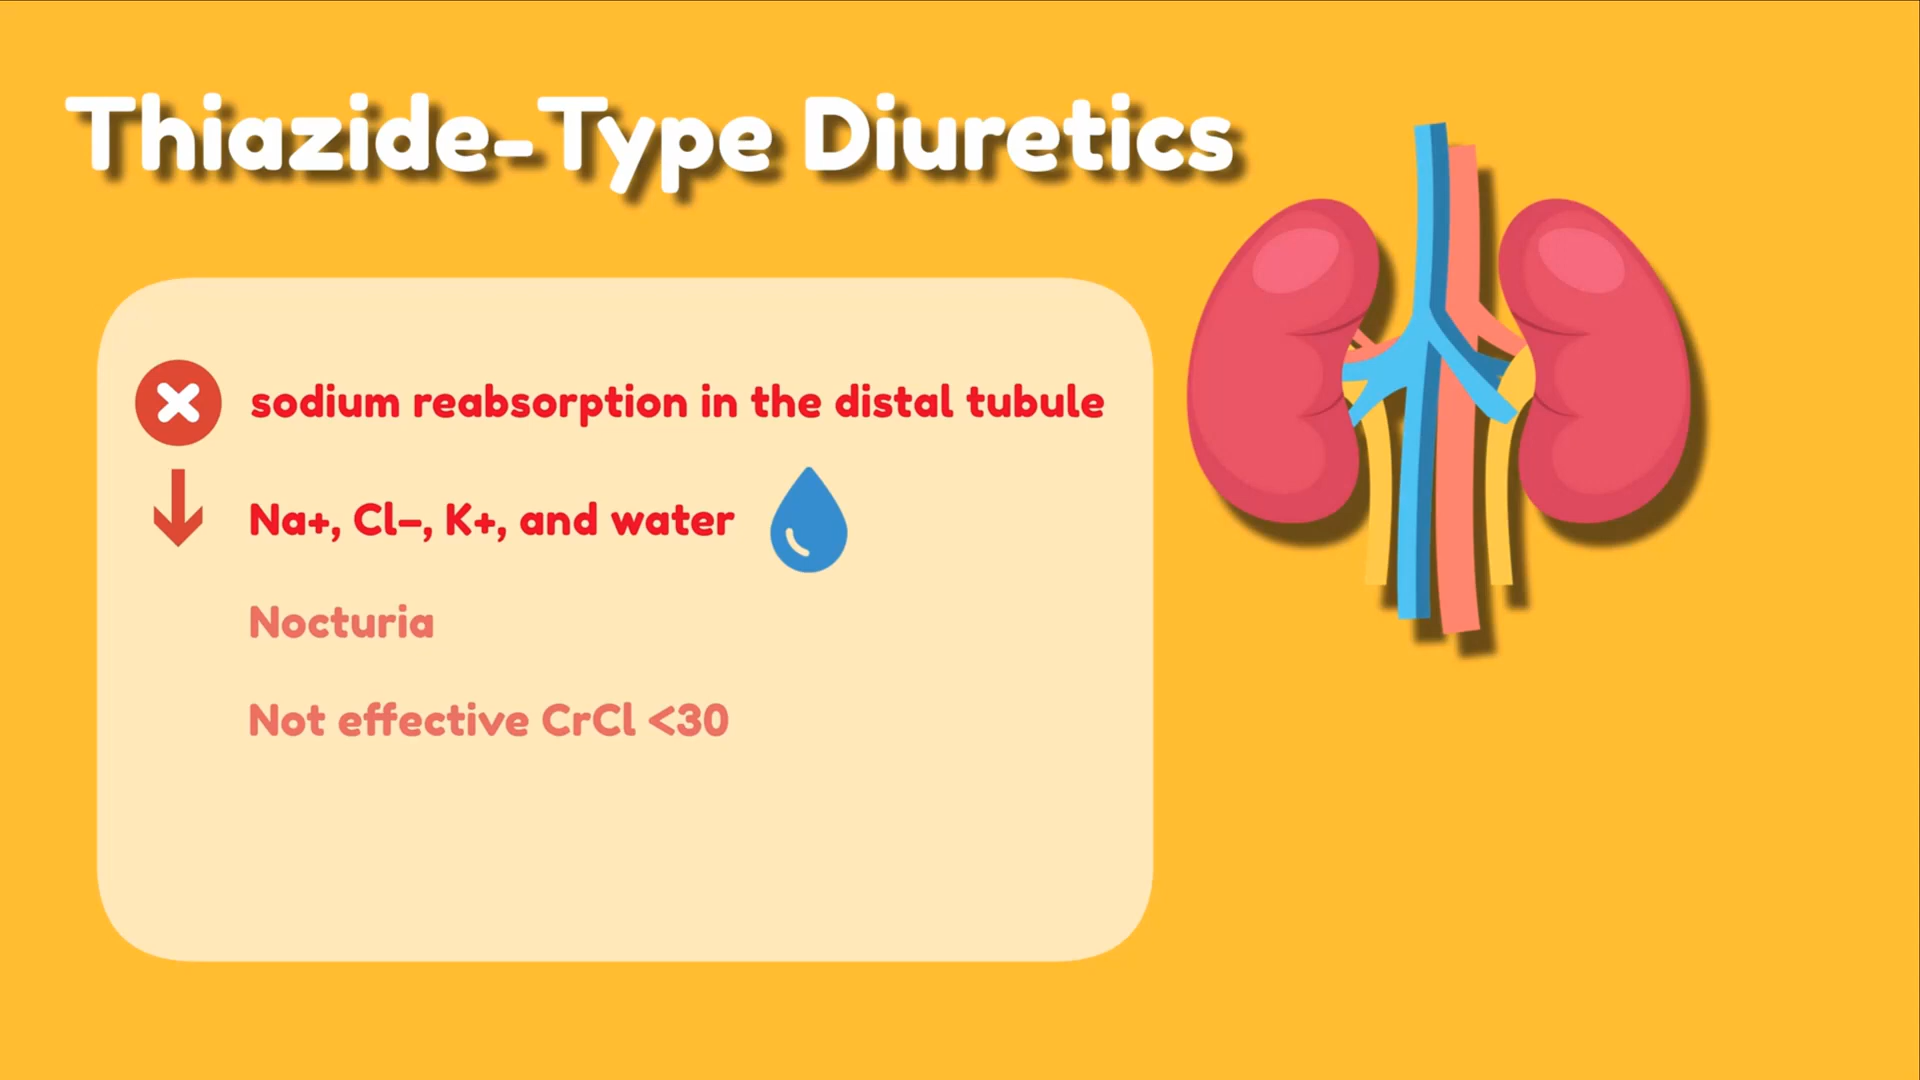 Thiazide-Type Diuretics
sodium reabsorption in the distal tubule
Na+, Cl–, K+, and water
Nocturia
Not effective CrCl <30